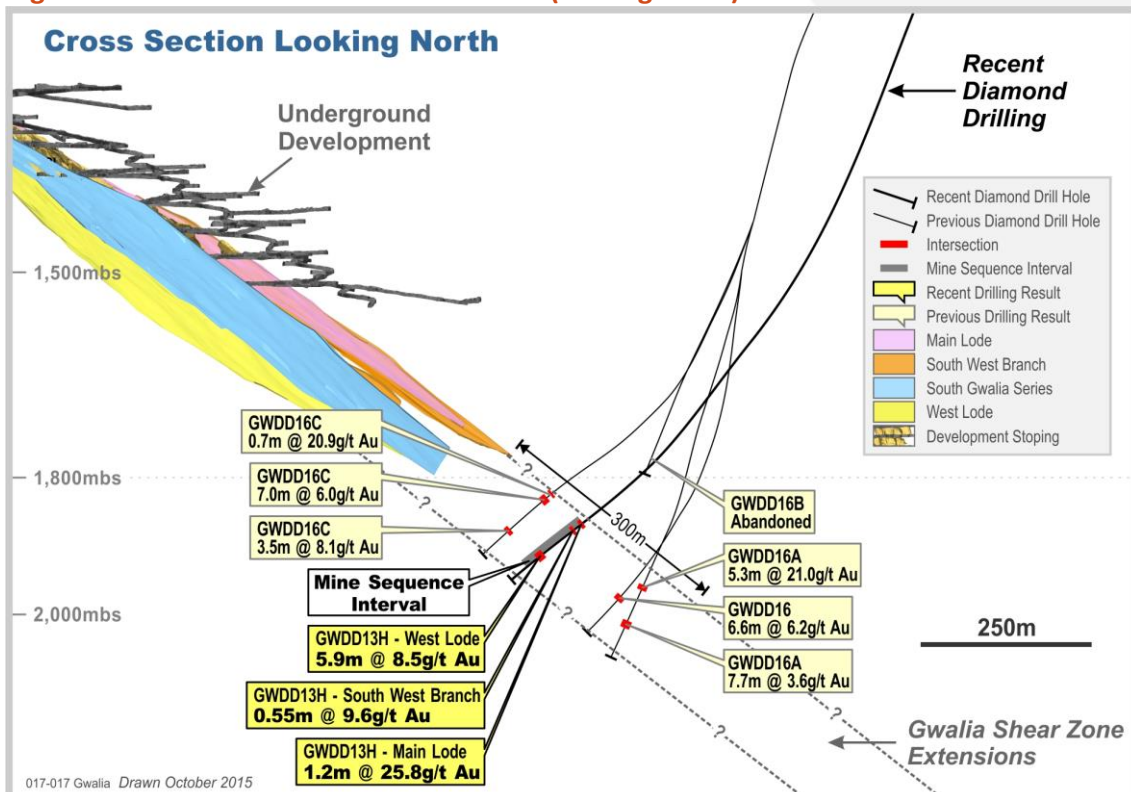 Cross Section Looking North
Underground
Development
Recent
Diamond
Drilling
Recent Diamond Drill Hole
Previous Diamond Drill Hole
Intersection
Mine Sequence Interval
Recent Drilling Result
Previous Drilling Result
Main Lode
South West Branch
South Gwalia Series
West Lode
Development Stoping
1,500mbs
1,800mbs
2,000mbs
GWDD16C
0.7m @ 20.9g/t Au
GWDD16C
7.0m @ 6.0g/t Au
GWDD16C
3.5m @ 8.1g/t Au
Mine Sequence
Interval
GWDD13H - West Lode
5.9m @ 8.5g/t Au
GWDD13H - South West Branch
0.55m @ 9.6g/t Au
GWDD13H - Main Lode
1.2m @ 25.8g/t Au
?
?
?
?
?
?
300m
GWDD16B
Abandoned
GWDD16A
5.3m @ 21.0g/t Au
GWDD16
6.6m @ 6.2g/t Au
GWDD16A
7.7m @ 3.6g/t Au
250m
Gwalia Shear Zone
Extensions
017-017 Gwalia Drawn October 2015